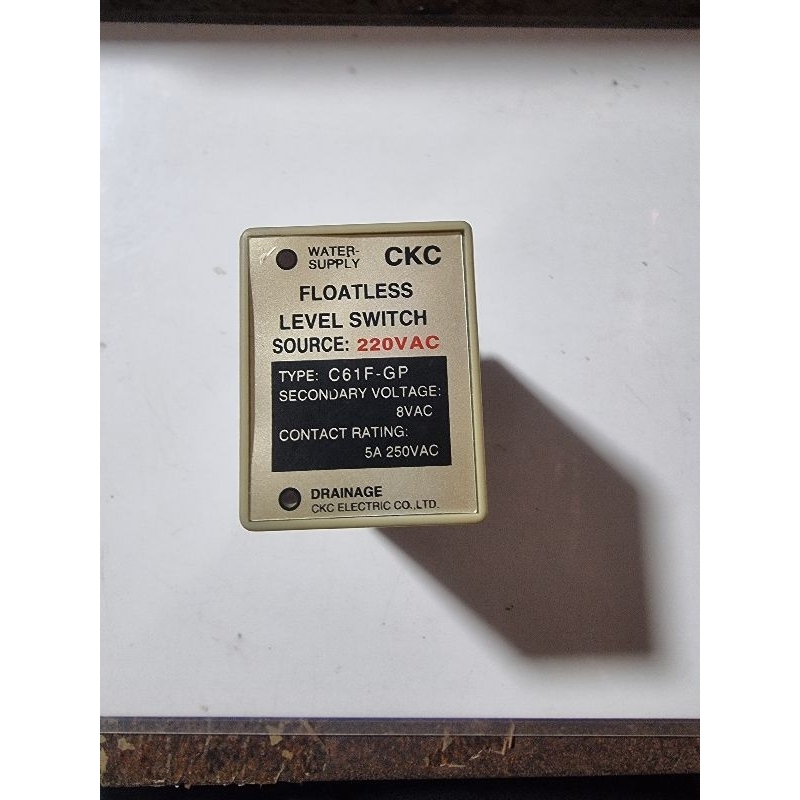 WATER-
SUPPLY
CKC
FLOATLESS
LEVEL SWITCH
SOURCE: 220VAC
TYPE: C61F-GP
SECONDARY VOLTAGE:
8VAC
CONTACT RATING:
5A 250VAC
DRAINAGE
CKC ELECTRIC CO.,LTD.